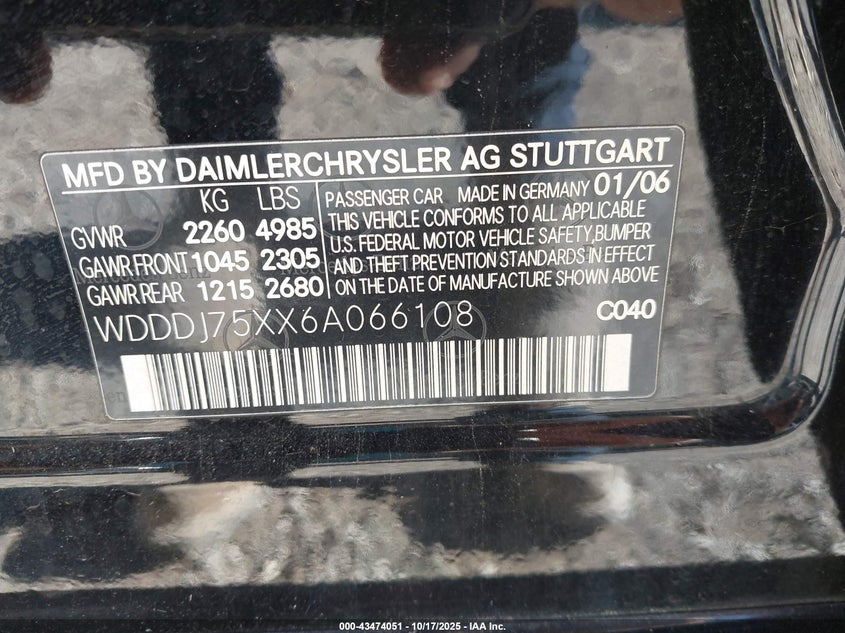 MFD BY DAIMLERCHRYSLER AG STUTTGART
KG LBS
GVWR 2260 4985
GAWR FRONT 1045 2305
GAWR REAR 1215 2680
PASSENGER CAR MADE IN GERMANY 01/06
THIS VEHICLE CONFORMS TO ALL APPLICABLE
U.S. FEDERAL MOTOR VEHICLE SAFETY,BUMPER
AND THEFT PREVENTION STANDARDS IN EFFECT
ON THE DATE OF MANUFACTURE SHOWN ABOVE
WDDDJ75XX6A066108
C040
000-43474051 - 10/17/2025 - IAA Inc.